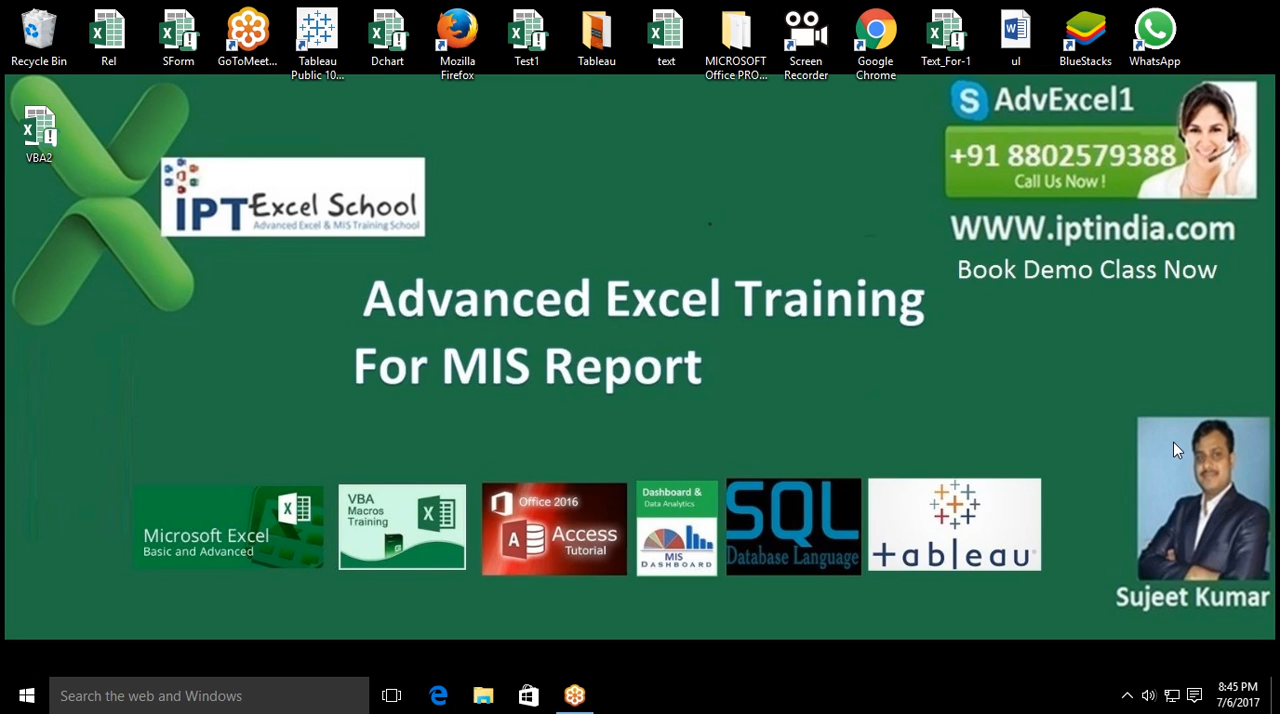 Recycle Bin
Rel
SForm
GoToMeet...
Tableau
Public 10...
Dchart
Mozilla
Firefox
Test1
Tableau
text
MICROSOFT
Office PRO...
Screen
Recorder
Google
Chrome
Text_For-1
ul
BlueStacks
WhatsApp
VBA2
IPT Excel School
Advanced Excel & MIS Training School
AdvExcel1
+91 8802579388
Call Us Now !
WWW.iptindia.com
Book Demo Class Now
Advanced Excel Training
For MIS Report
Microsoft Excel
Basic and Advanced
VBA
Macros
Training
Office 2016
Access
Tutorial
Dashboard &
Data Analytics
MIS
DASHBOARD
SQL
Database Language
+ableau
Sujeet Kumar
Search the web and Windows
8:45 PM
7/6/2017